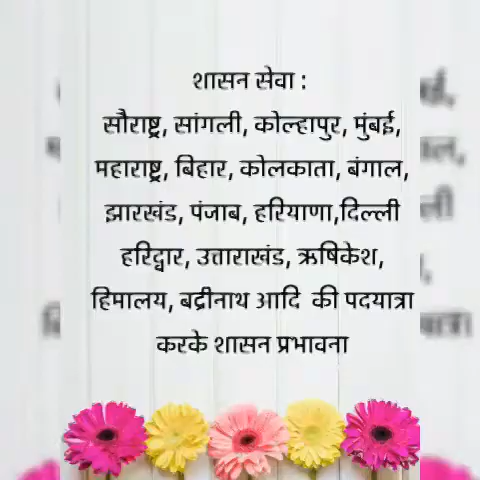 शासन सेवा :
सौराष्ट्र, सांगली, कोल्हापुर, मुंबई,
महाराष्ट्र, बिहार, कोलकाता, बंगाल,
झारखंड, पंजाब, हरियाणा,दिल्ली
हरिद्वार, उत्ताराखंड, ऋषिकेश,
हिमालय, बद्रीनाथ आदि की पदयात्रा
करके शासन प्रभावना